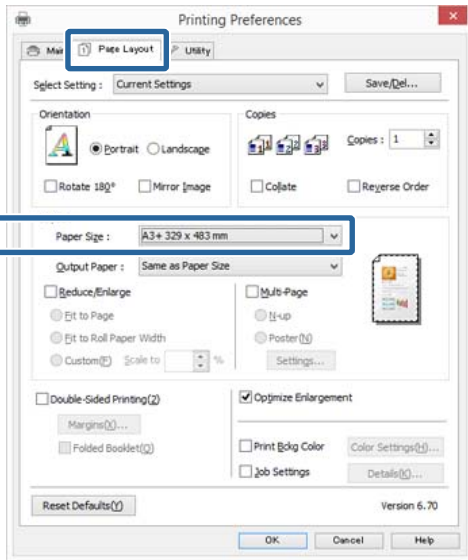 Printing Preferences
Main Page Layout Utility
Select Setting : Current Settings Save/Del...
Orientation Copies
Portrait Landscape Copies : 1
Rotate 180° Mirror Image Collate Reverse Order
Paper Size : A3+ 329 x 483 mm
Output Paper : Same as Paper Size
Reduce/Enlarge Multi-Page
Fit to Page N-up
Fit to Roll Paper Width Poster(N)
Custom(F) Scale to % Settings...
Double-Sided Printing(2) Optimize Enlargement
Margins(X)...
Folded Booklet(O) Print Bckg Color Color Settings(H)...
Job Settings Details(K)...
Reset Defaults(Y) Version 6.70
OK Cancel Help